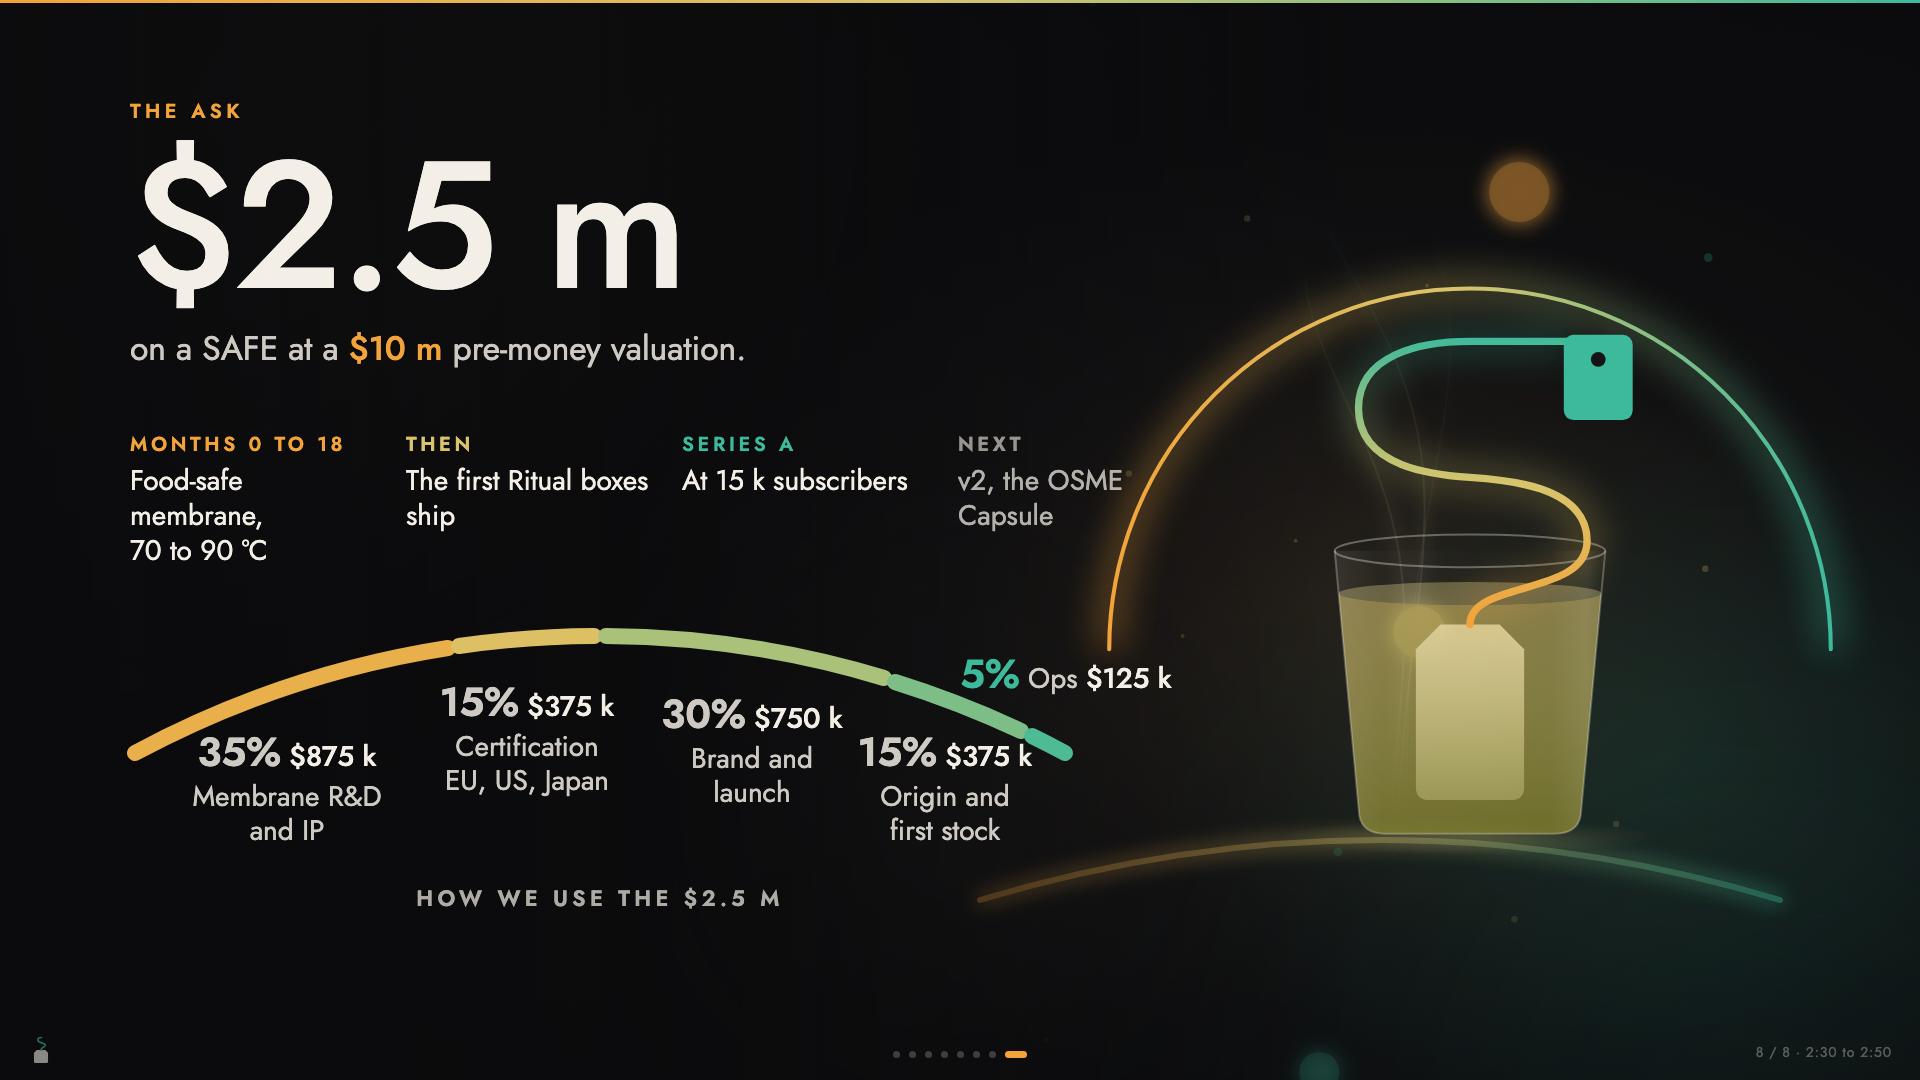 THE ASK
$2.5 m
on a SAFE at a $10 m pre-money valuation.
MONTHS 0 TO 18
Food-safe
membrane,
70 to 90 °C
THEN
The first Ritual boxes
ship
SERIES A
At 15 k subscribers
NEXT
v2, the OSME
Capsule
35% $875 k
Membrane R&D
and IP
15% $375 k
Certification
EU, US, Japan
30% $750 k
Brand and
launch
15% $375 k
Origin and
first stock
5% Ops $125 k
HOW WE USE THE $2.5 M
8 / 8 · 2:30 to 2:50